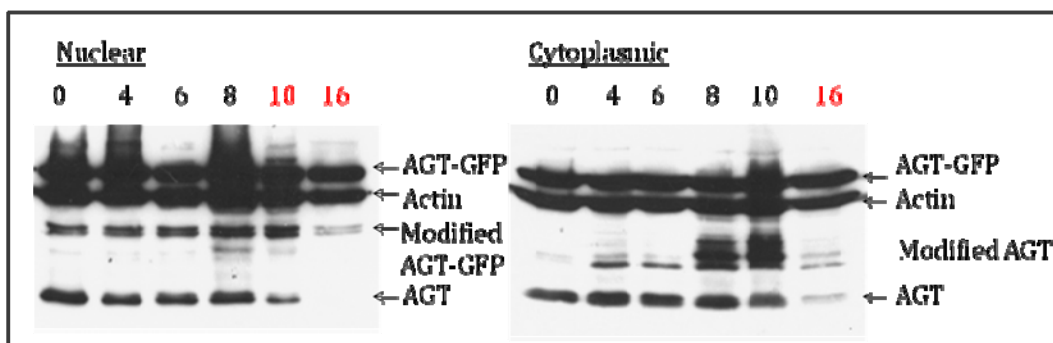 Nuclear
0 4 6 8 10 16
AGT-GFP
Actin
Modified
AGT-GFP
AGT
Cytoplasmic
0 4 6 8 10 16
AGT-GFP
Actin
Modified AGT
AGT